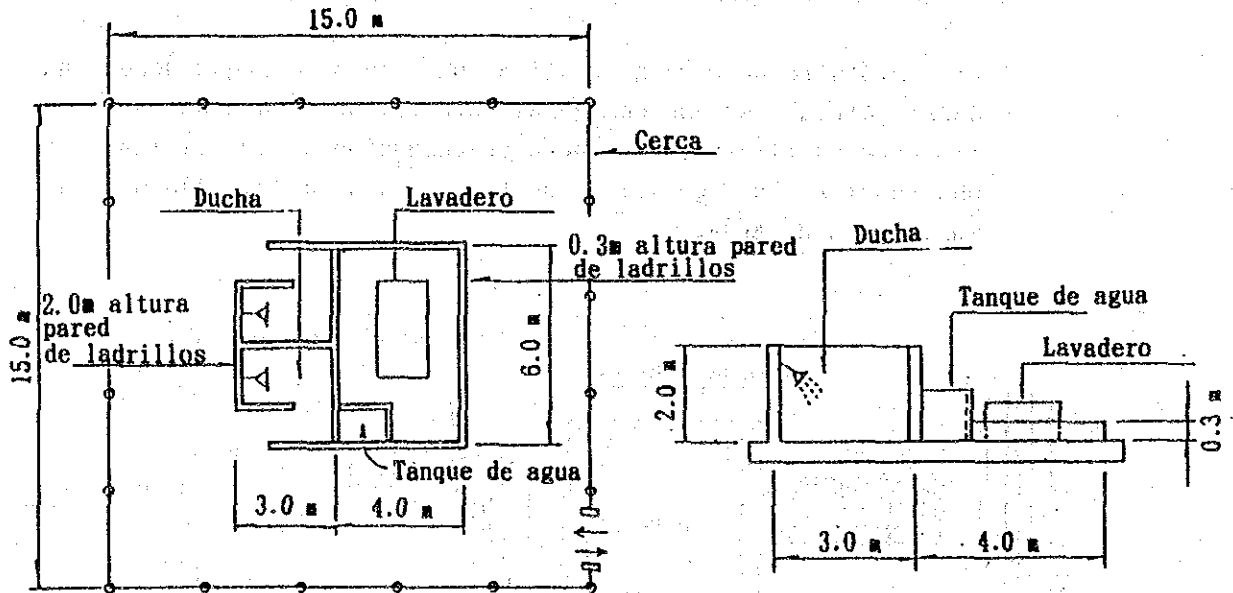 15.0 m
Cerca
Ducha
Lavadero
0.3m altura pared
de ladrillos
2.0m altura
pared
de ladrillos
15.0 m
6.0 m
Tanque de agua
3.0 m
4.0 m
Ducha
Tanque de agua
Lavadero
2.0 m
0.3 m
3.0 m
4.0 m